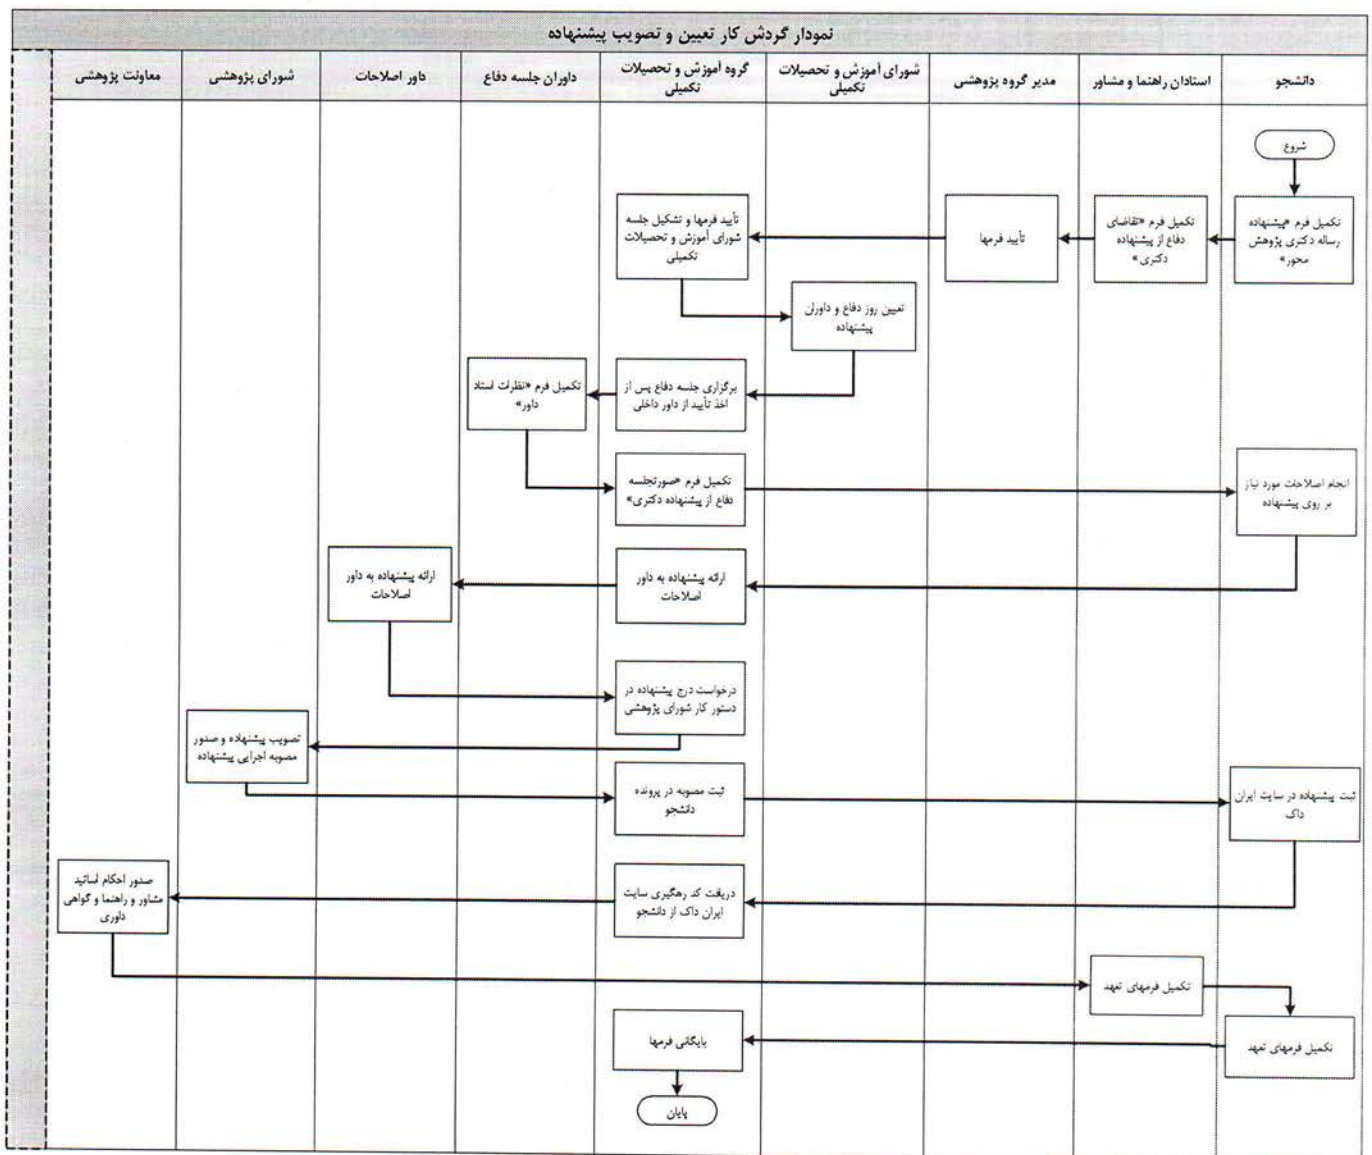 نمودار گردش کار تعیین و تصویب پیشنهاده
دانشجو
استادان راهنما و مشاور
مدیر گروه پژوهشی
شورای آموزش و تحصیلات
تکمیلی
گروه آموزش و تحصیلات
تکمیلی
داوران جلسه دفاع
داور اصلاحات
شورای پژوهشی
معاونت پژوهشی
شروع
تکمیل فرم «پیشنهاده
رساله دکتری پژوهش
محور»
تکمیل فرم «تقاضای
دفاع از پیشنهاده
دکتری»
تأیید فرمها
تأیید فرمها و تشکیل جلسه
شورای آموزش و تحصیلات
تکمیلی
تعیین روز دفاع و داوران
پیشنهاده
برگزاری جلسه دفاع پس از
اخذ تأیید از داور داخلی
تکمیل فرم «نظرات استاد
داور»
تکمیل فرم «صورتجلسه
دفاع از پیشنهاده دکتری»
انجام اصلاحات مورد نیاز
بر روی پیشنهاده
ارائه پیشنهاده به داور
اصلاحات
ارائه پیشنهاده به داور
اصلاحات
درخواست درج پیشنهاده در
دستور کار شورای پژوهشی
تصویب پیشنهاده و صدور
مصوبه اجرایی پیشنهاده
ثبت مصوبه در پرونده
دانشجو
ثبت پیشنهاده در سایت ایران
داک
دریافت کد رهگیری سایت
ایران داک از دانشجو
صدور احکام اساتید
مشاور و راهنما و گواهی
داوری
تکمیل فرمهای تعهد
تکمیل فرمهای تعهد
بایگانی فرمها
پایان